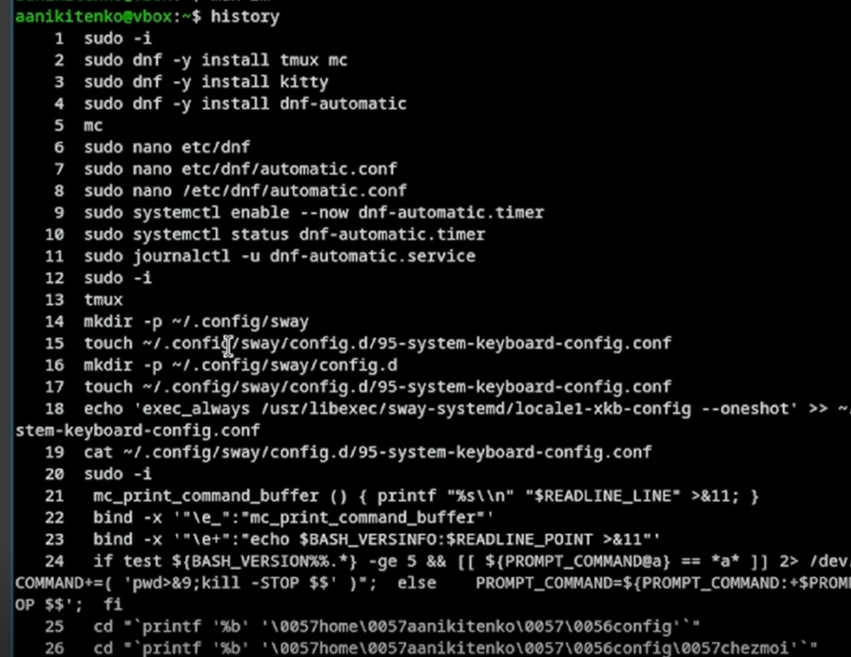 aanikitenko@vbox:~$ history
1 sudo -i
2 sudo dnf -y install tmux mc
3 sudo dnf -y install kitty
4 sudo dnf -y install dnf-automatic
5 mc
6 sudo nano etc/dnf
7 sudo nano etc/dnf/automatic.conf
8 sudo nano /etc/dnf/automatic.conf
9 sudo systemctl enable --now dnf-automatic.timer
10 sudo systemctl status dnf-automatic.timer
11 sudo journalctl -u dnf-automatic.service
12 sudo -i
13 tmux
14 mkdir -p ~/.config/sway
15 touch ~/.config/sway/config.d/95-system-keyboard-config.conf
16 mkdir -p ~/.config/sway/config.d
17 touch ~/.config/sway/config.d/95-system-keyboard-config.conf
18 echo 'exec_always /usr/libexec/sway-systemd/locale1-xkb-config --oneshot' >> ~
stem-keyboard-config.conf
19 cat ~/.config/sway/config.d/95-system-keyboard-config.conf
20 sudo -i
21 mc_print_command_buffer () { printf "%s\\n" "$READLINE_LINE" >&11; }
22 bind -x '"\e_":"mc_print_command_buffer"'
23 bind -x '"\e+":"echo $BASH_VERSINFO:$READLINE_POINT >&11"'
24 if test ${BASH_VERSION%%.*} -ge 5 && [[ ${PROMPT_COMMAND@a} == *a* ]] 2> /dev
COMMAND+=( 'pwd>&9;kill -STOP $$' )"; else PROMPT_COMMAND=${PROMPT_COMMAND:+$PROM
OP $$'; fi
25 cd "`printf '%b' '\0057home\0057aanikitenko\0057\0056config'`"
26 cd "`printf '%b' '\0057home\0057aanikitenko\0057\0056config\0057chezmoi'`"